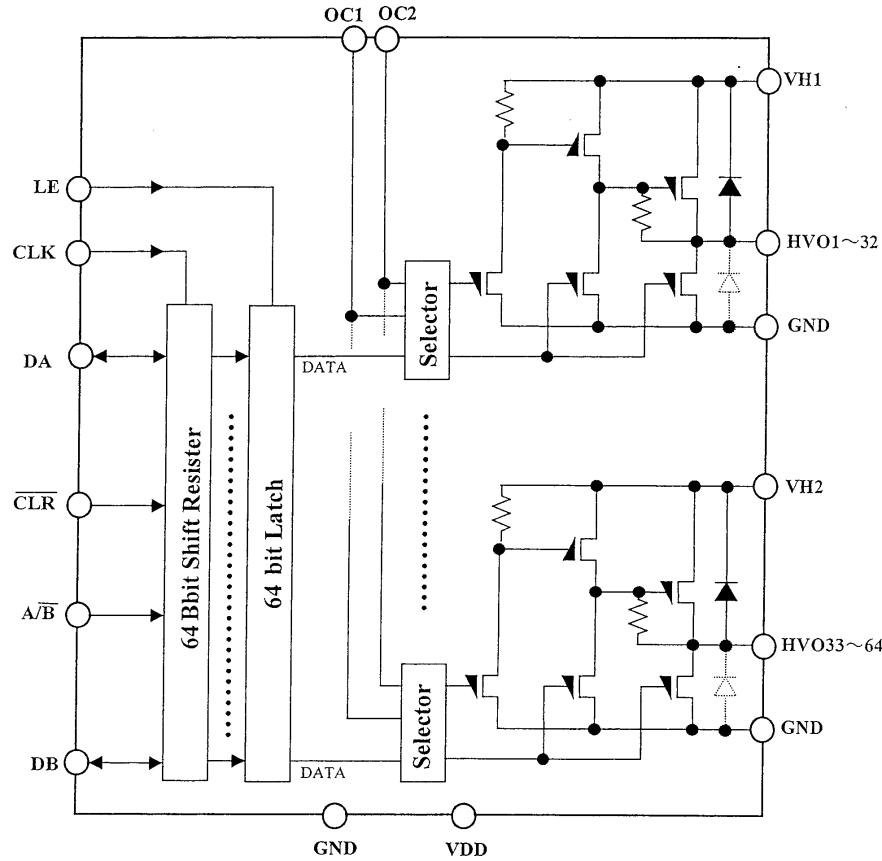 OC1 OC2
VH1
LE
CLK
HVO1～32
Selector
GND
DA
DATA
64 Bbit Shift Resister
64 bit Latch
VH2
C̅L̅R̅
A/B̅
HVO33～64
Selector
GND
DB
DATA
GND
VDD